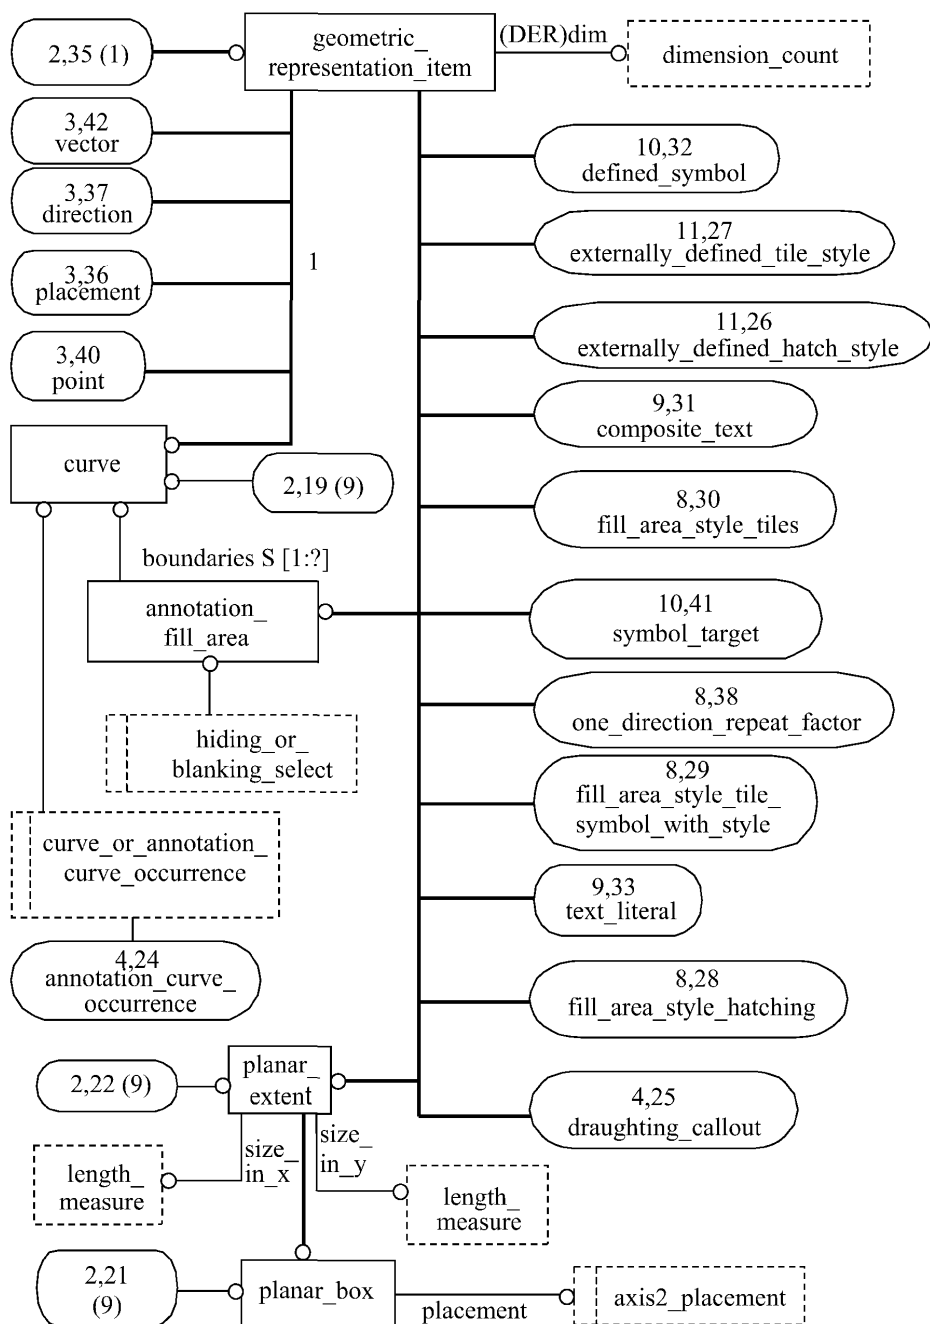 2,35 (1)
geometric_
representation_item
(DER)dim
dimension_count
3,42
vector
3,37
direction
3,36
placement
3,40
point
1
10,32
defined_symbol
11,27
externally_defined_tile_style
11,26
externally_defined_hatch_style
9,31
composite_text
8,30
fill_area_style_tiles
10,41
symbol_target
8,38
one_direction_repeat_factor
8,29
fill_area_style_tile_
symbol_with_style
9,33
text_literal
8,28
fill_area_style_hatching
4,25
draughting_callout
curve
2,19 (9)
boundaries S [1:?]
annotation_
fill_area
hiding_or_
blanking_select
curve_or_annotation_
curve_occurrence
4,24
annotation_curve_
occurrence
2,22 (9)
planar_
extent
size_
in_x
size_
in_y
length_
measure
length_
measure
2,21
(9)
planar_box
placement
axis2_placement